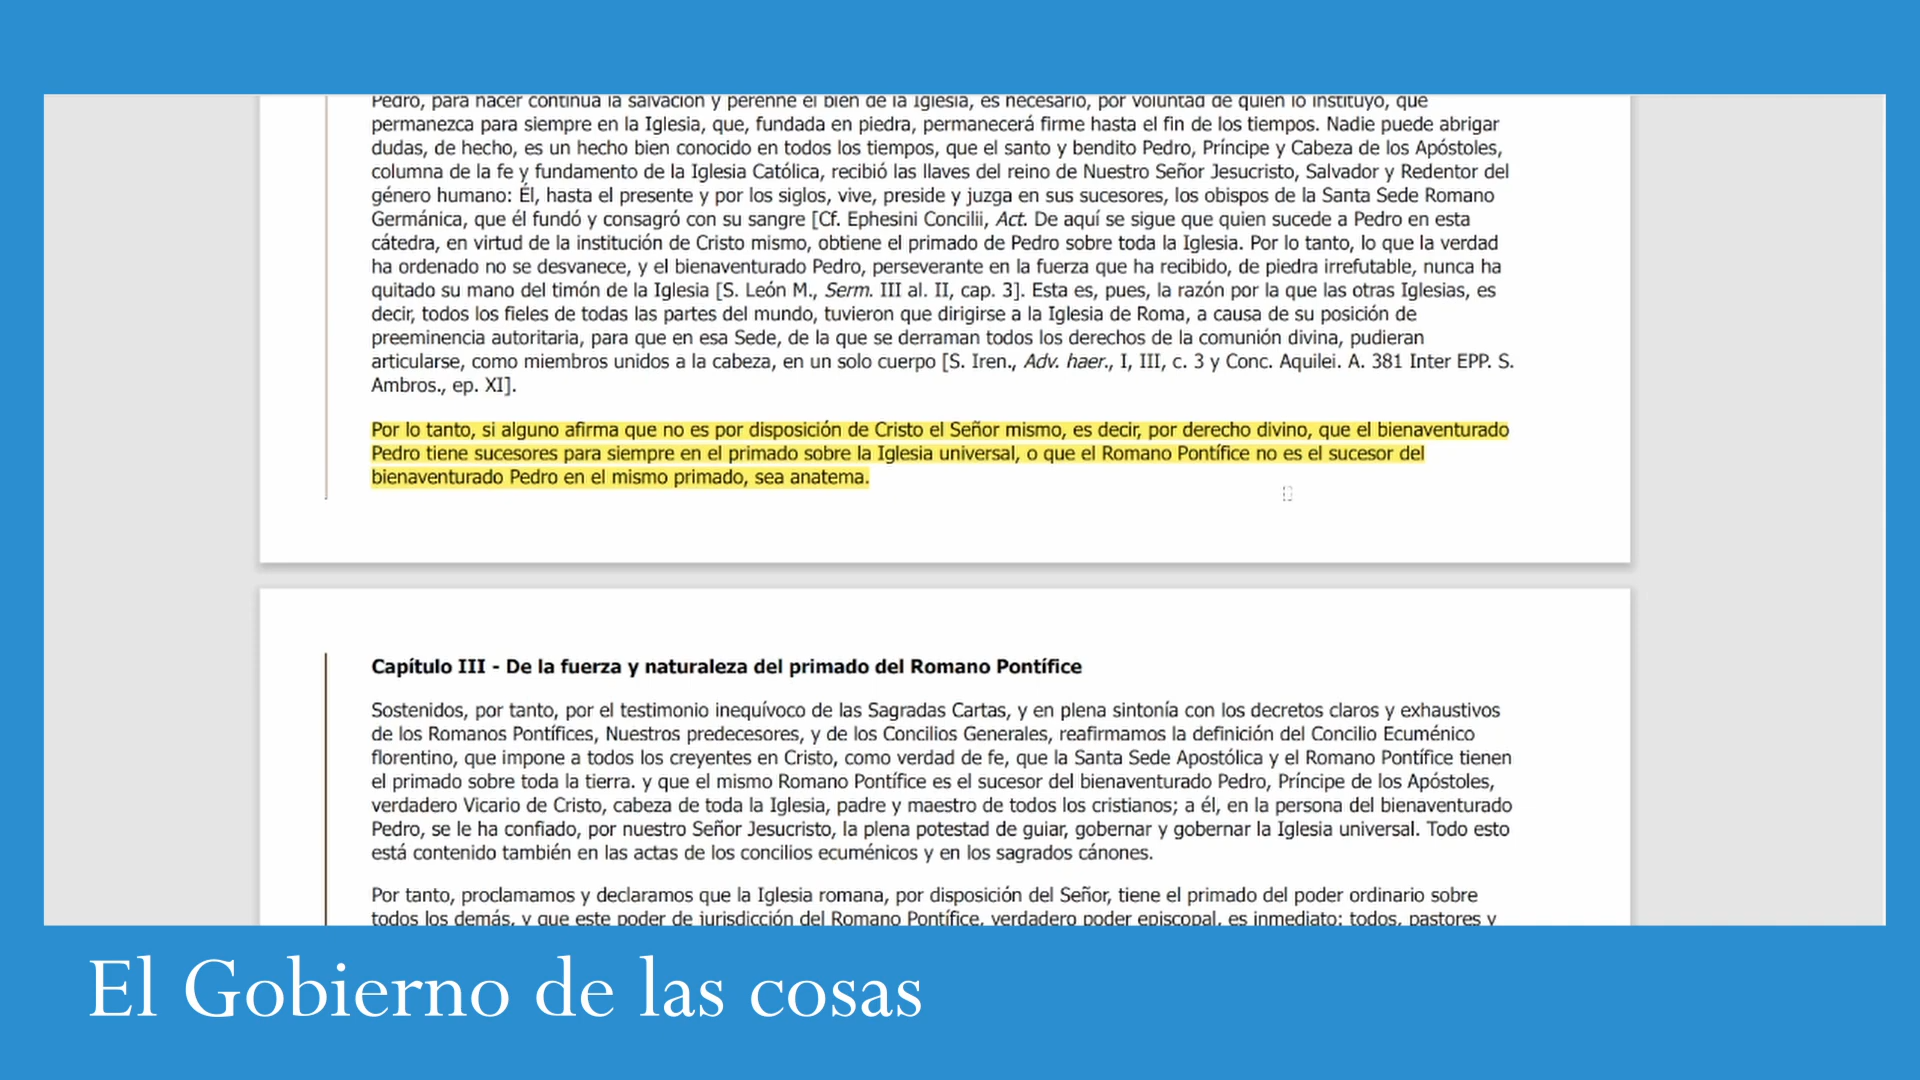 Pedro, para hacer continua la salvación y perenne el bien de la Iglesia, es necesario, por voluntad de quien lo instituyó, que
permanezca para siempre en la Iglesia, que, fundada en piedra, permanecerá firme hasta el fin de los tiempos. Nadie puede abrigar
dudas, de hecho, es un hecho bien conocido en todos los tiempos, que el santo y bendito Pedro, Príncipe y Cabeza de los Apóstoles,
columna de la fe y fundamento de la Iglesia Católica, recibió las llaves del reino de Nuestro Señor Jesucristo, Salvador y Redentor del
género humano: Él, hasta el presente y por los siglos, vive, preside y juzga en sus sucesores, los obispos de la Santa Sede Romano
Germánica, que él fundó y consagró con su sangre [Cf. Ephesini Concilii, Act. De aquí se sigue que quien sucede a Pedro en esta
cátedra, en virtud de la institución de Cristo mismo, obtiene el primado de Pedro sobre toda la Iglesia. Por lo tanto, lo que la verdad
ha ordenado no se desvanece, y el bienaventurado Pedro, perseverante en la fuerza que ha recibido, de piedra irrefutable, nunca ha
quitado su mano del timón de la Iglesia [S. León M., Serm. III al. II, cap. 3]. Esta es, pues, la razón por la que las otras Iglesias, es
decir, todos los fieles de todas las partes del mundo, tuvieron que dirigirse a la Iglesia de Roma, a causa de su posición de
preeminencia autoritaria, para que en esa Sede, de la que se derraman todos los derechos de la comunión divina, pudieran
articularse, como miembros unidos a la cabeza, en un solo cuerpo [S. Iren., Adv. haer., I, III, c. 3 y Conc. Aquilei. A. 381 Inter EPP. S.
Ambros., ep. XI].
Por lo tanto, si alguno afirma que no es por disposición de Cristo el Señor mismo, es decir, por derecho divino, que el bienaventurado
Pedro tiene sucesores para siempre en el primado sobre la Iglesia universal, o que el Romano Pontífice no es el sucesor del
bienaventurado Pedro en el mismo primado, sea anatema.
Capítulo III - De la fuerza y naturaleza del primado del Romano Pontífice
Sostenidos, por tanto, por el testimonio inequívoco de las Sagradas Cartas, y en plena sintonía con los decretos claros y exhaustivos
de los Romanos Pontífices, Nuestros predecesores, y de los Concilios Generales, reafirmamos la definición del Concilio Ecuménico
florentino, que impone a todos los creyentes en Cristo, como verdad de fe, que la Santa Sede Apostólica y el Romano Pontífice tienen
el primado sobre toda la tierra. y que el mismo Romano Pontífice es el sucesor del bienaventurado Pedro, Príncipe de los Apóstoles,
verdadero Vicario de Cristo, cabeza de toda la Iglesia, padre y maestro de todos los cristianos; a él, en la persona del bienaventurado
Pedro, se le ha confiado, por nuestro Señor Jesucristo, la plena potestad de guiar, gobernar y gobernar la Iglesia universal. Todo esto
está contenido también en las actas de los concilios ecuménicos y en los sagrados cánones.
Por tanto, proclamamos y declaramos que la Iglesia romana, por disposición del Señor, tiene el primado del poder ordinario sobre
todos los demás, y que este poder de jurisdicción del Romano Pontífice, verdadero poder episcopal, es inmediato: todos, pastores y
El Gobierno de las cosas